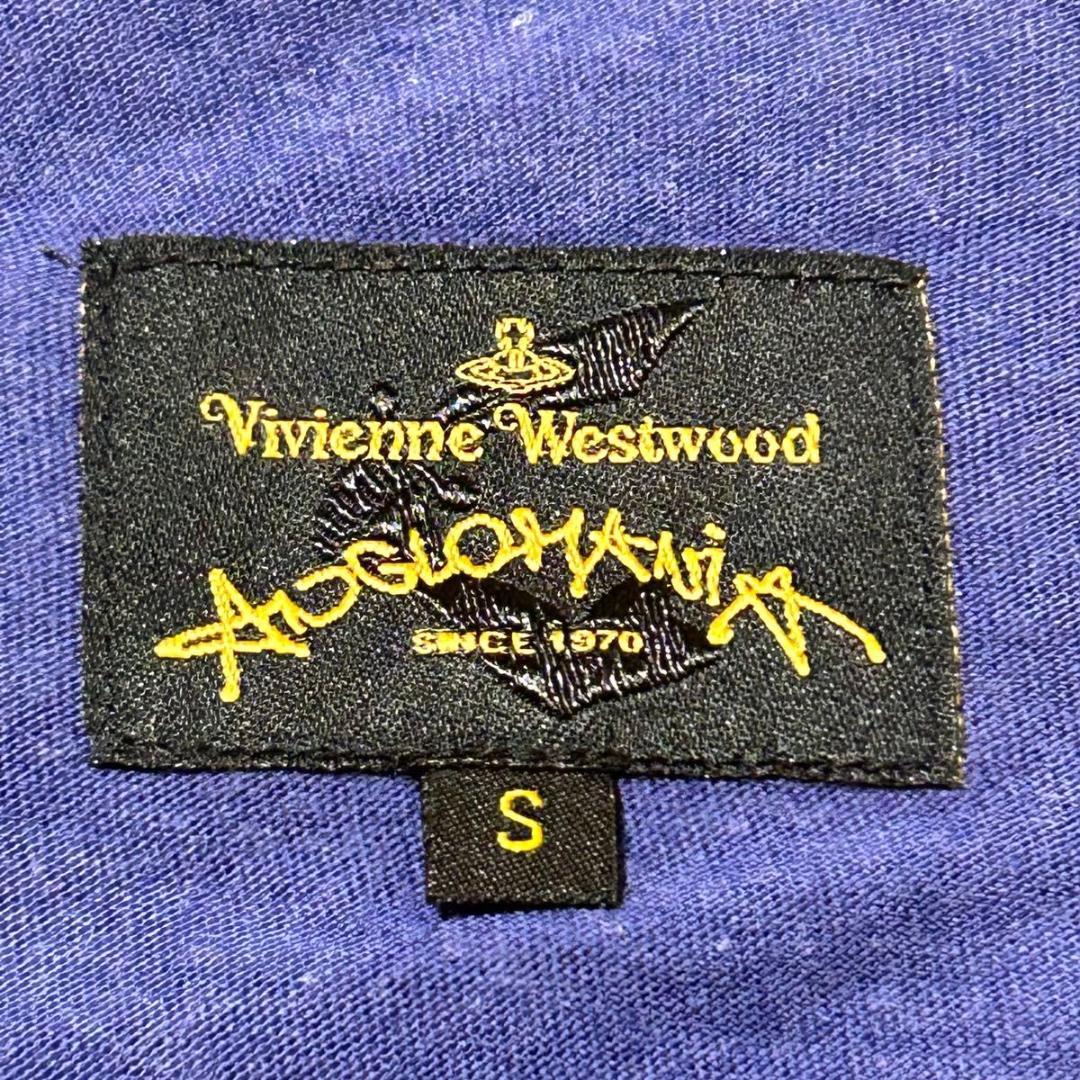 Vivienne Westwood
ANGLOMANiA
SINCE 1970
S